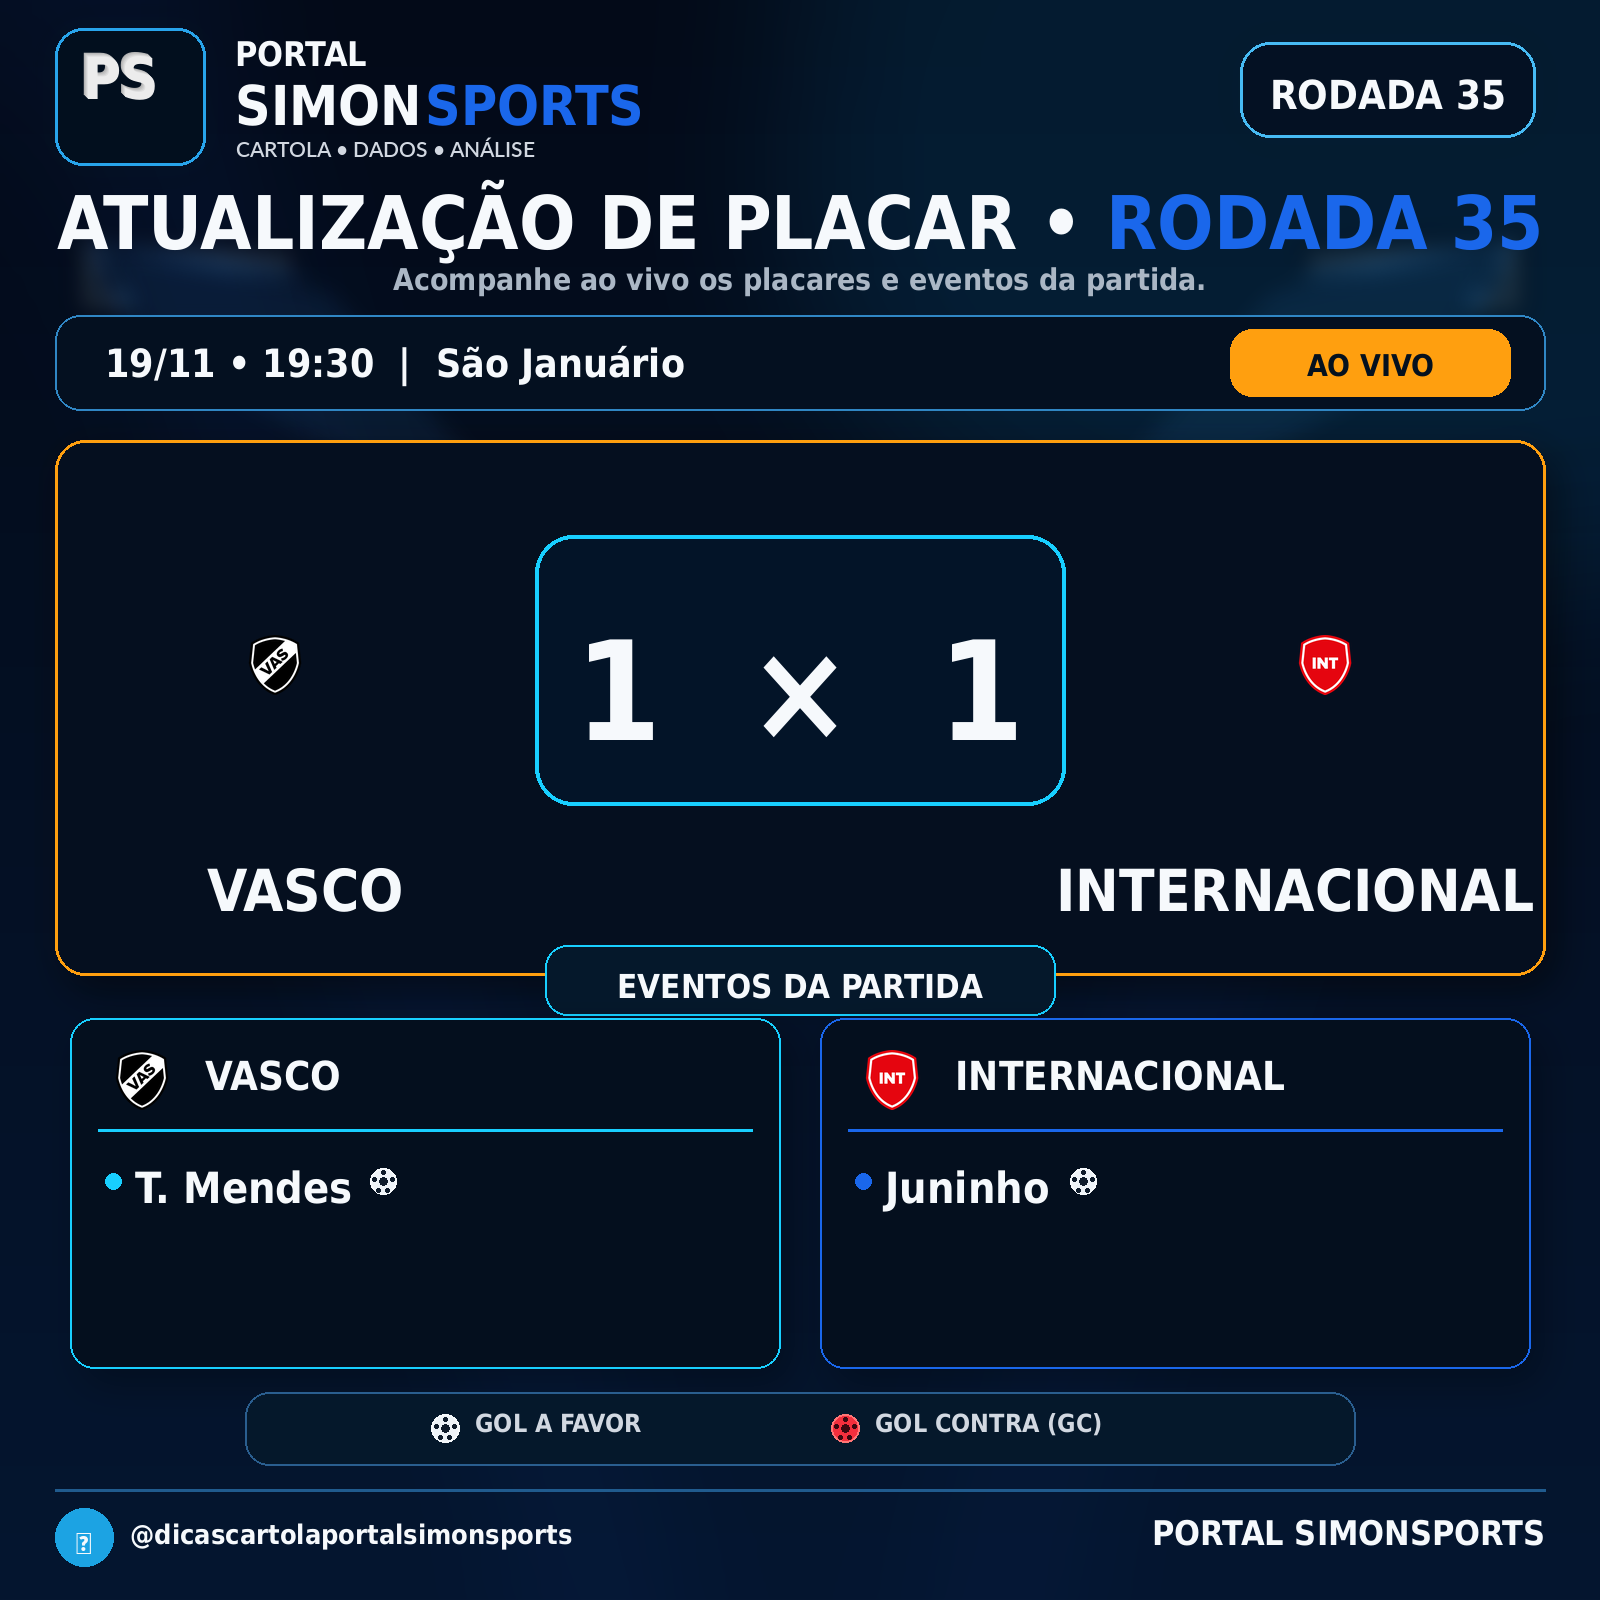 PS
PORTAL
SIMONSPORTS
CARTOLA • DADOS • ANÁLISE
RODADA 35
ATUALIZAÇÃO DE PLACAR • RODADA 35
Acompanhe ao vivo os placares e eventos da partida.
19/11 • 19:30 | São Januário
AO VIVO
VAS
1 × 1
INT
VASCO
INTERNACIONAL
EVENTOS DA PARTIDA
VAS
VASCO
T. Mendes
INT
INTERNACIONAL
Juninho
GOL A FAVOR
GOL CONTRA (GC)
@dicascartolaportalsimonsports
PORTAL SIMONSPORTS